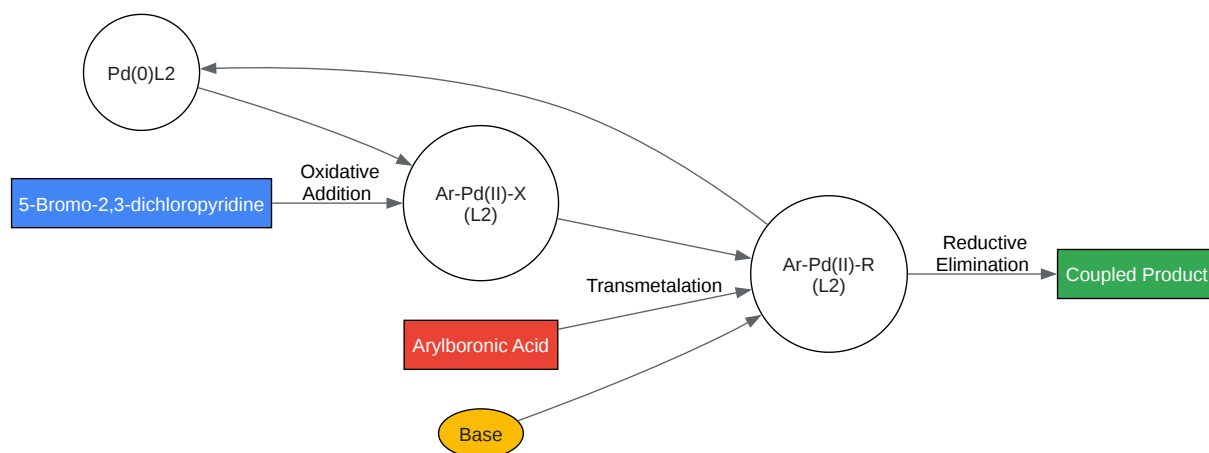 Pd(0)L2
5-Bromo-2,3-dichloropyridine
Oxidative
Addition
Ar-Pd(II)-X
(L2)
Transmetalation
Arylboronic Acid
Base
Ar-Pd(II)-R
(L2)
Reductive
Elimination
Coupled Product